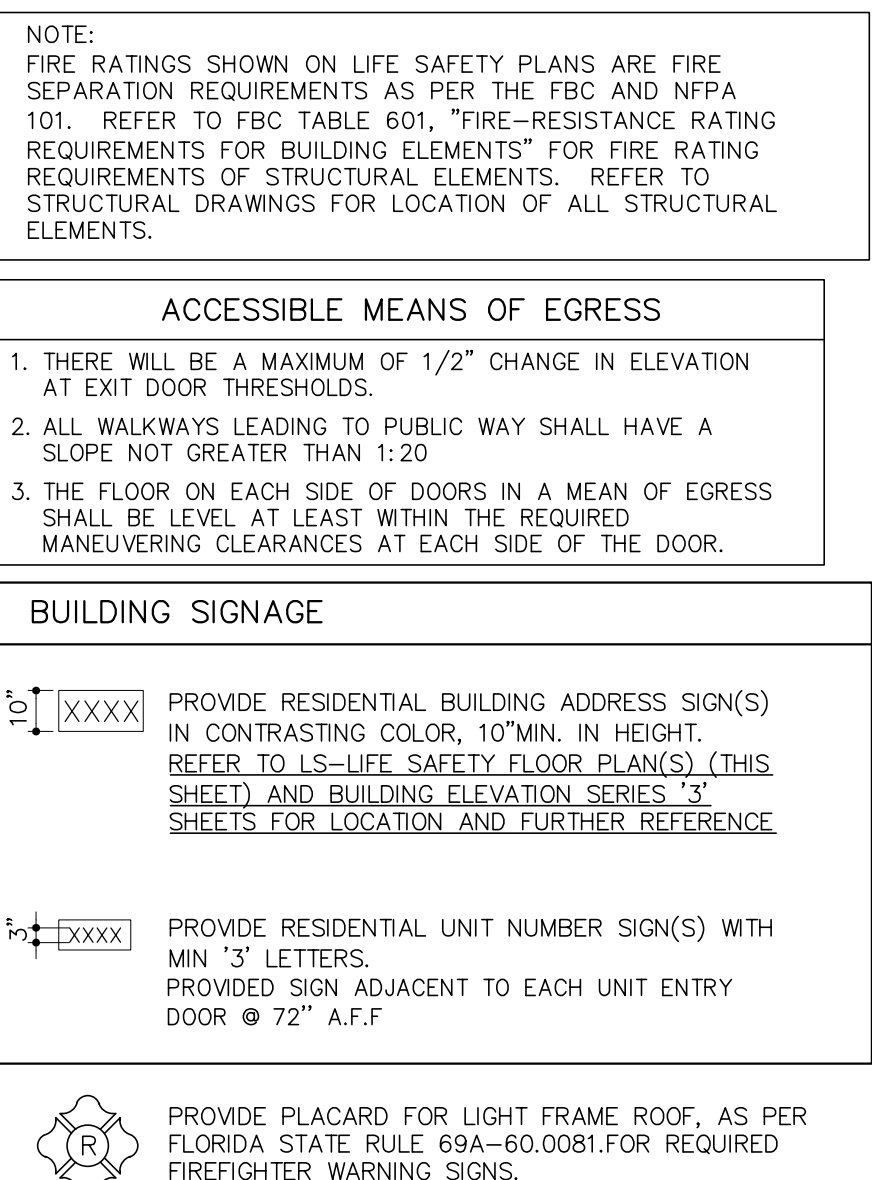 NOTE:
FIRE RATINGS SHOWN ON LIFE SAFETY PLANS ARE FIRE
SEPARATION REQUIREMENTS AS PER THE FBC AND NFPA
101. REFER TO FBC TABLE 601, "FIRE-RESISTANCE RATING
REQUIREMENTS FOR BUILDING ELEMENTS" FOR FIRE RATING
REQUIREMENTS OF STRUCTURAL ELEMENTS. REFER TO
STRUCTURAL DRAWINGS FOR LOCATION OF ALL STRUCTURAL
ELEMENTS.
ACCESSIBLE MEANS OF EGRESS
1. THERE WILL BE A MAXIMUM OF 1/2" CHANGE IN ELEVATION
AT EXIT DOOR THRESHOLDS.
2. ALL WALKWAYS LEADING TO PUBLIC WAY SHALL HAVE A
SLOPE NOT GREATER THAN 1:20
3. THE FLOOR ON EACH SIDE OF DOORS IN A MEAN OF EGRESS
SHALL BE LEVEL AT LEAST WITHIN THE REQUIRED
MANEUVERING CLEARANCES AT EACH SIDE OF THE DOOR.
BUILDING SIGNAGE
10"
XXXX
PROVIDE RESIDENTIAL BUILDING ADDRESS SIGN(S)
IN CONTRASTING COLOR, 10"MIN. IN HEIGHT.
REFER TO LS-LIFE SAFETY FLOOR PLAN(S) (THIS
SHEET) AND BUILDING ELEVATION SERIES '3'
SHEETS FOR LOCATION AND FURTHER REFERENCE
3"
XXXX
PROVIDE RESIDENTIAL UNIT NUMBER SIGN(S) WITH
MIN '3' LETTERS.
PROVIDED SIGN ADJACENT TO EACH UNIT ENTRY
DOOR @ 72'' A.F.F
R
PROVIDE PLACARD FOR LIGHT FRAME ROOF, AS PER
FLORIDA STATE RULE 69A-60.0081.FOR REQUIRED
FIREFIGHTER WARNING SIGNS.